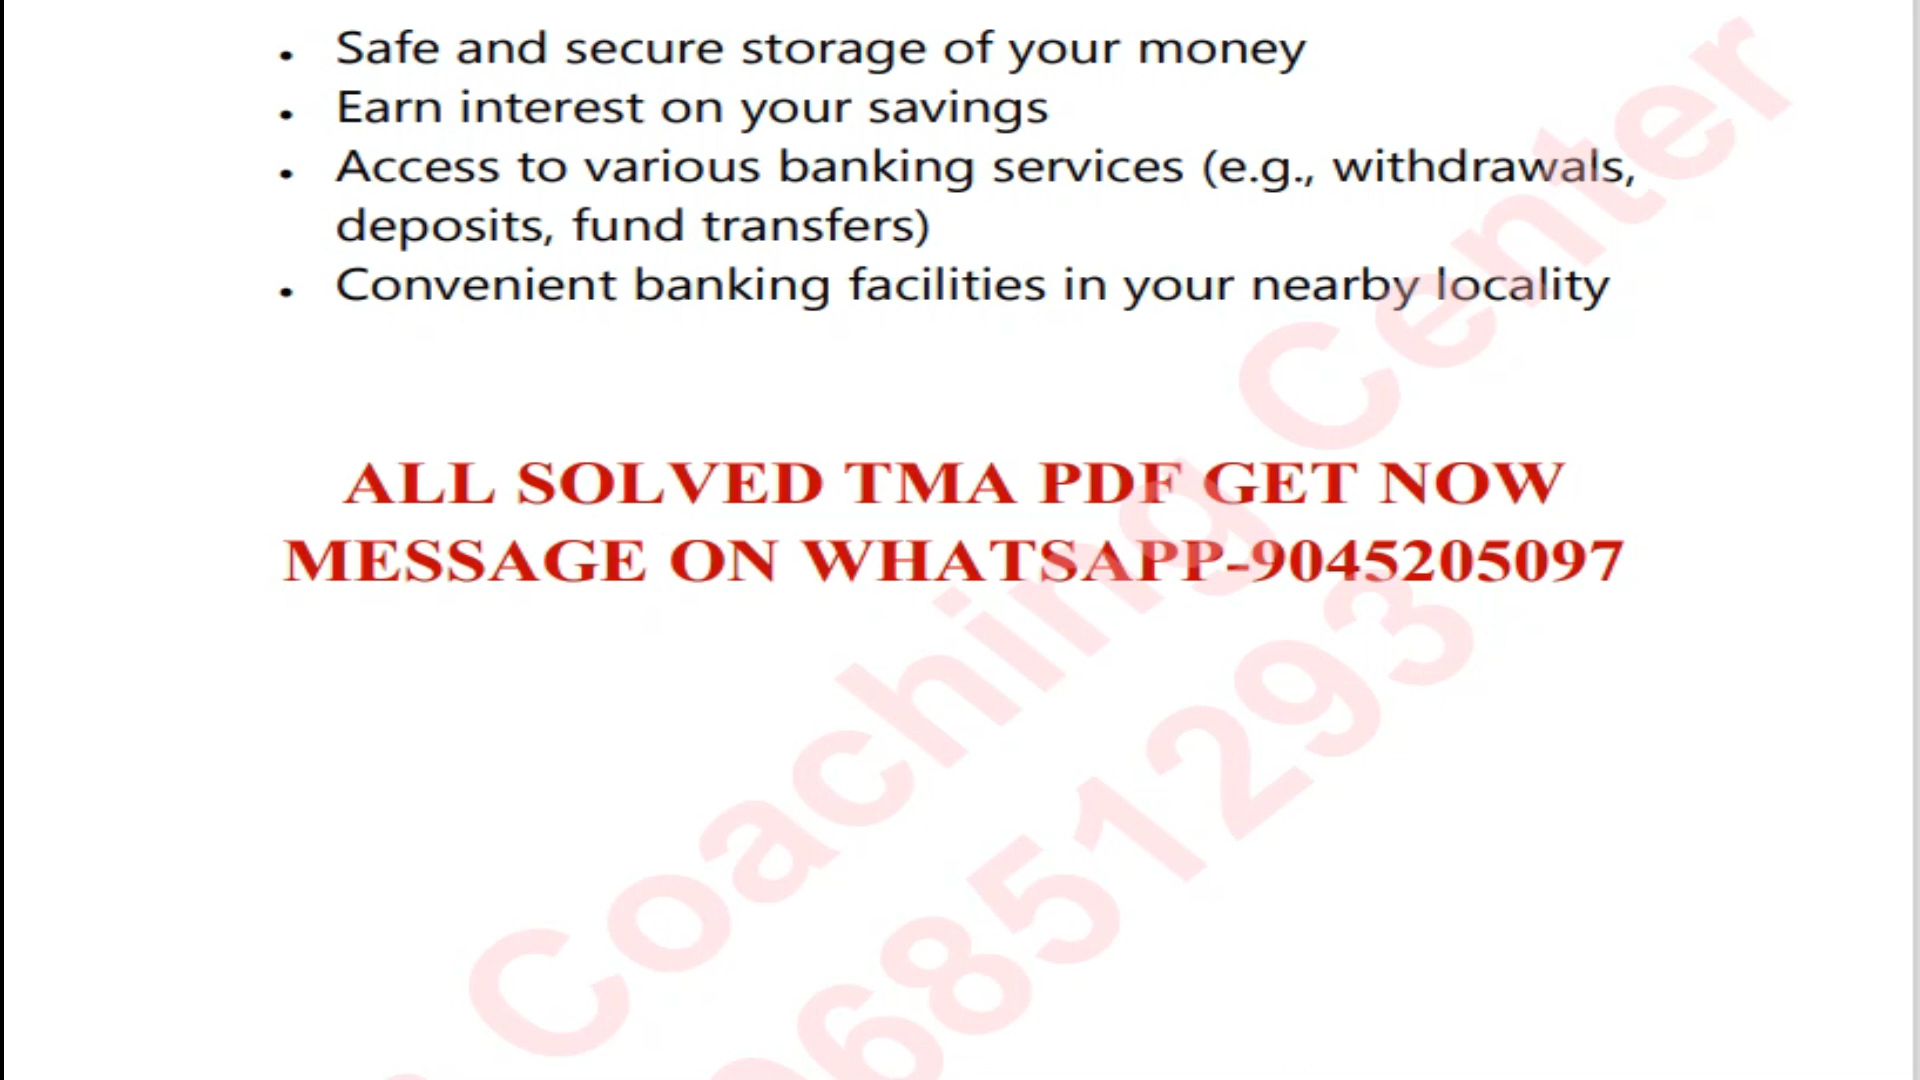 • Safe and secure storage of your money
• Earn interest on your savings
• Access to various banking services (e.g., withdrawals,
deposits, fund transfers)
• Convenient banking facilities in your nearby locality
ALL SOLVED TMA PDF GET NOW
MESSAGE ON WHATSAPP-9045205097
Coaching Center
6851293